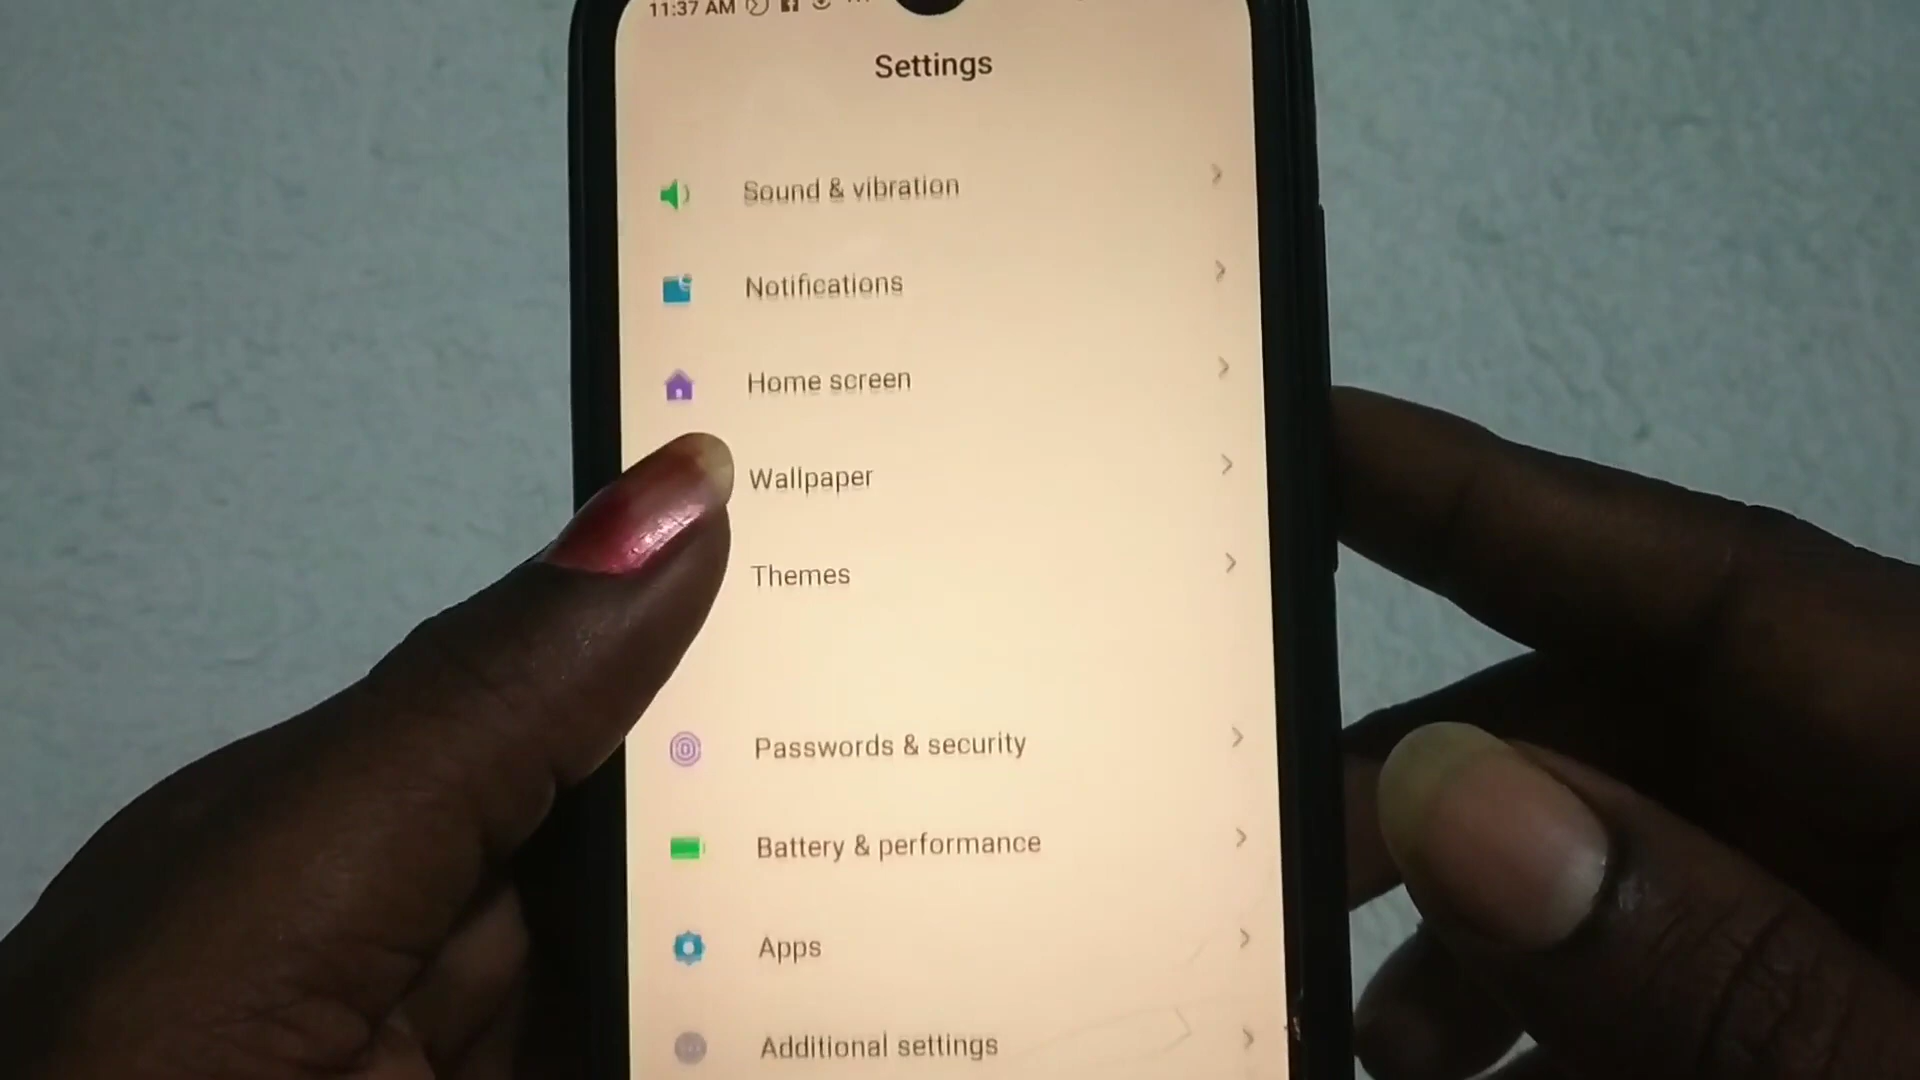 11:37 AM
Settings
Sound & vibration
Notifications
Home screen
Wallpaper
Themes
Passwords & security
Battery & performance
Apps
Additional settings